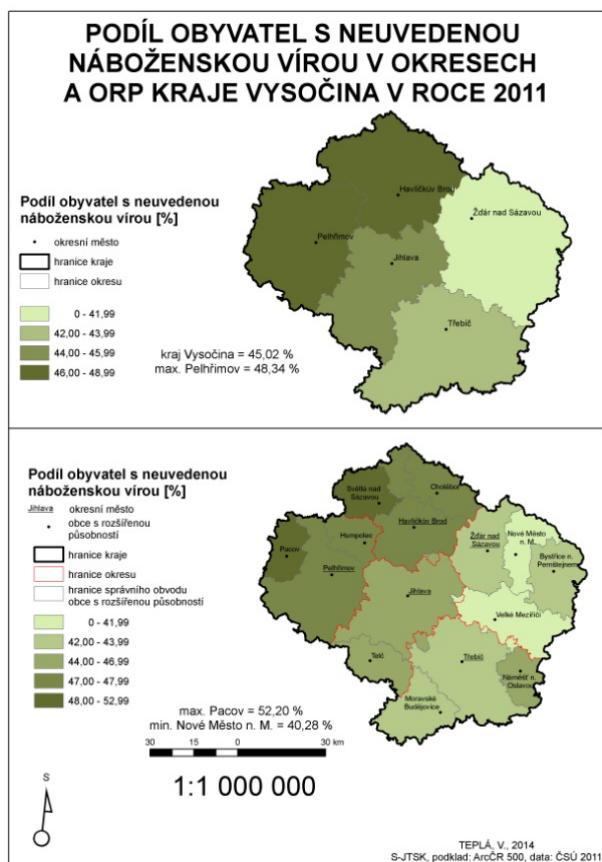 PODÍL OBYVATEL S NEUVEDENOU
NÁBOŽENSKOU VÍROU V OKRESECH
A ORP KRAJE VYSOČINA V ROCE 2011
Podíl obyvatel s neuvedenou
náboženskou vírou [%]
okresní město
hranice kraje
hranice okresu
0 - 41,99
42,00 - 43,99
44,00 - 45,99
46,00 - 48,99
Havlíčkův Brod
Žďár nad Sázavou
Pelhřimov
Jihlava
Třebíč
kraj Vysočina = 45,02 %
max. Pelhřimov = 48,34 %
Podíl obyvatel s neuvedenou
náboženskou vírou [%]
Jihlava okresní město
obce s rozšířenou
působností
hranice kraje
hranice okresu
hranice správního obvodu
obce s rozšířenou působností
0 - 41,99
42,00 - 43,99
44,00 - 46,99
47,00 - 47,99
48,00 - 52,99
Světlá nad
Sázavou
Chotěboř
Havlíčkův Brod
Humpolec
Pacov
Pelhřimov
Žďár nad
Sázavou
Nové Město
n. M.
Bystřice n.
Pernštejnem
Jihlava
Velké Meziříčí
Telč
Třebíč
Náměšť n.
Oslavou
Moravské
Budějovice
max. Pacov = 52,20 %
min. Nové Město n. M. = 40,28 %
30 15 0 30 km
1:1 000 000
S
TEPLÁ, V., 2014
S-JTSK, podklad: ArcČR 500, data: ČSÚ 2011